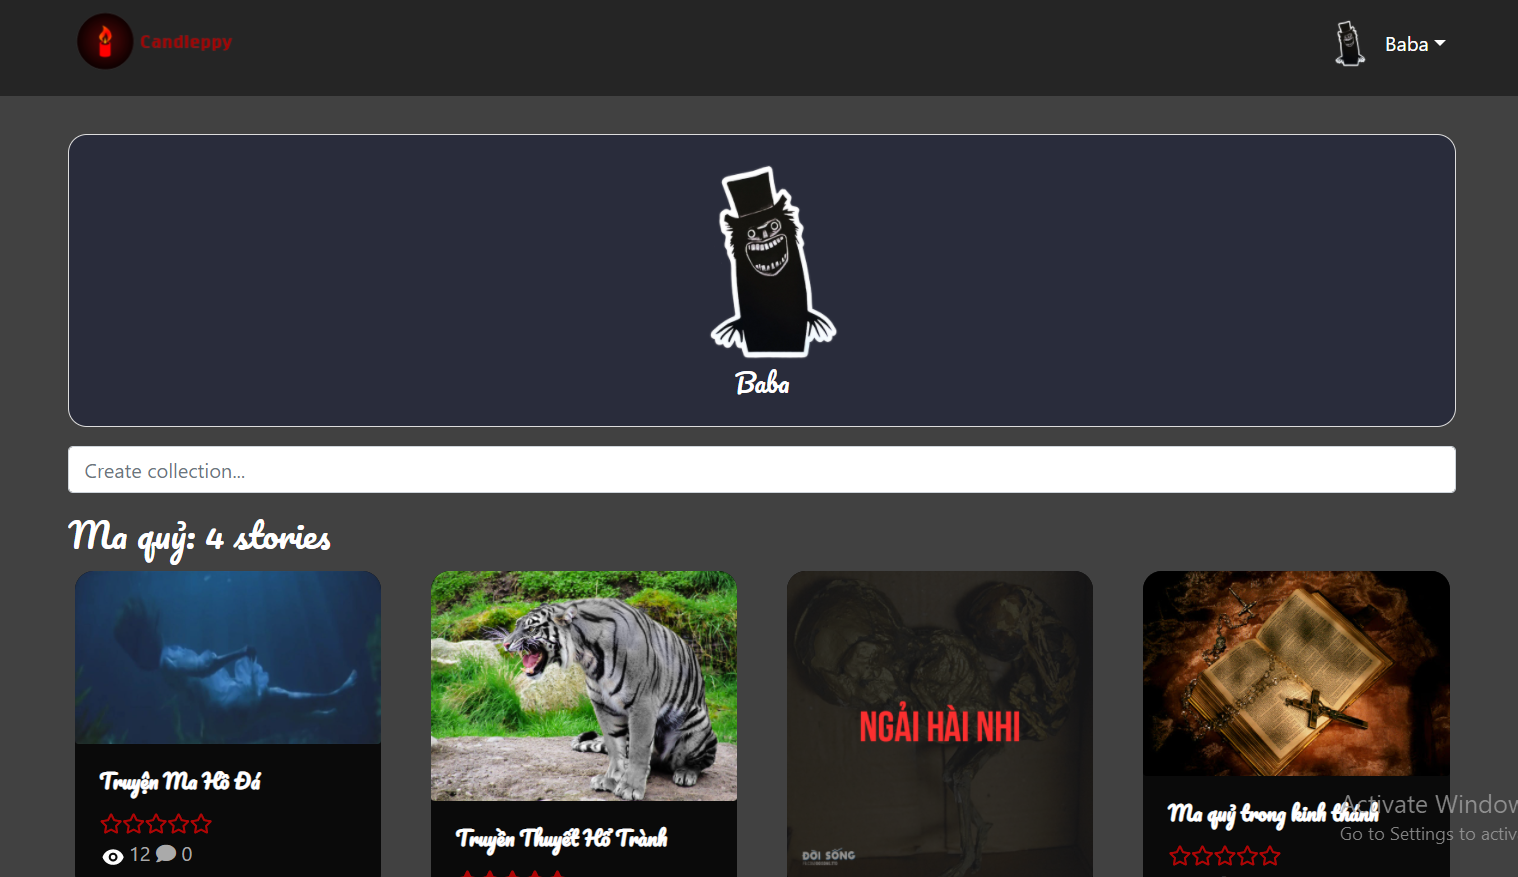 Candleppy
Baba
Baba
Create collection...
Ma quỷ: 4 stories
NGẢI HÀI NHI
ĐỜI SỐNG
Truyện Ma Hồ Đá
12 0
Truyền Thuyết Hổ Trành
Ma quỷ trong kinh thánh
Activate Window
Go to Settings to activ